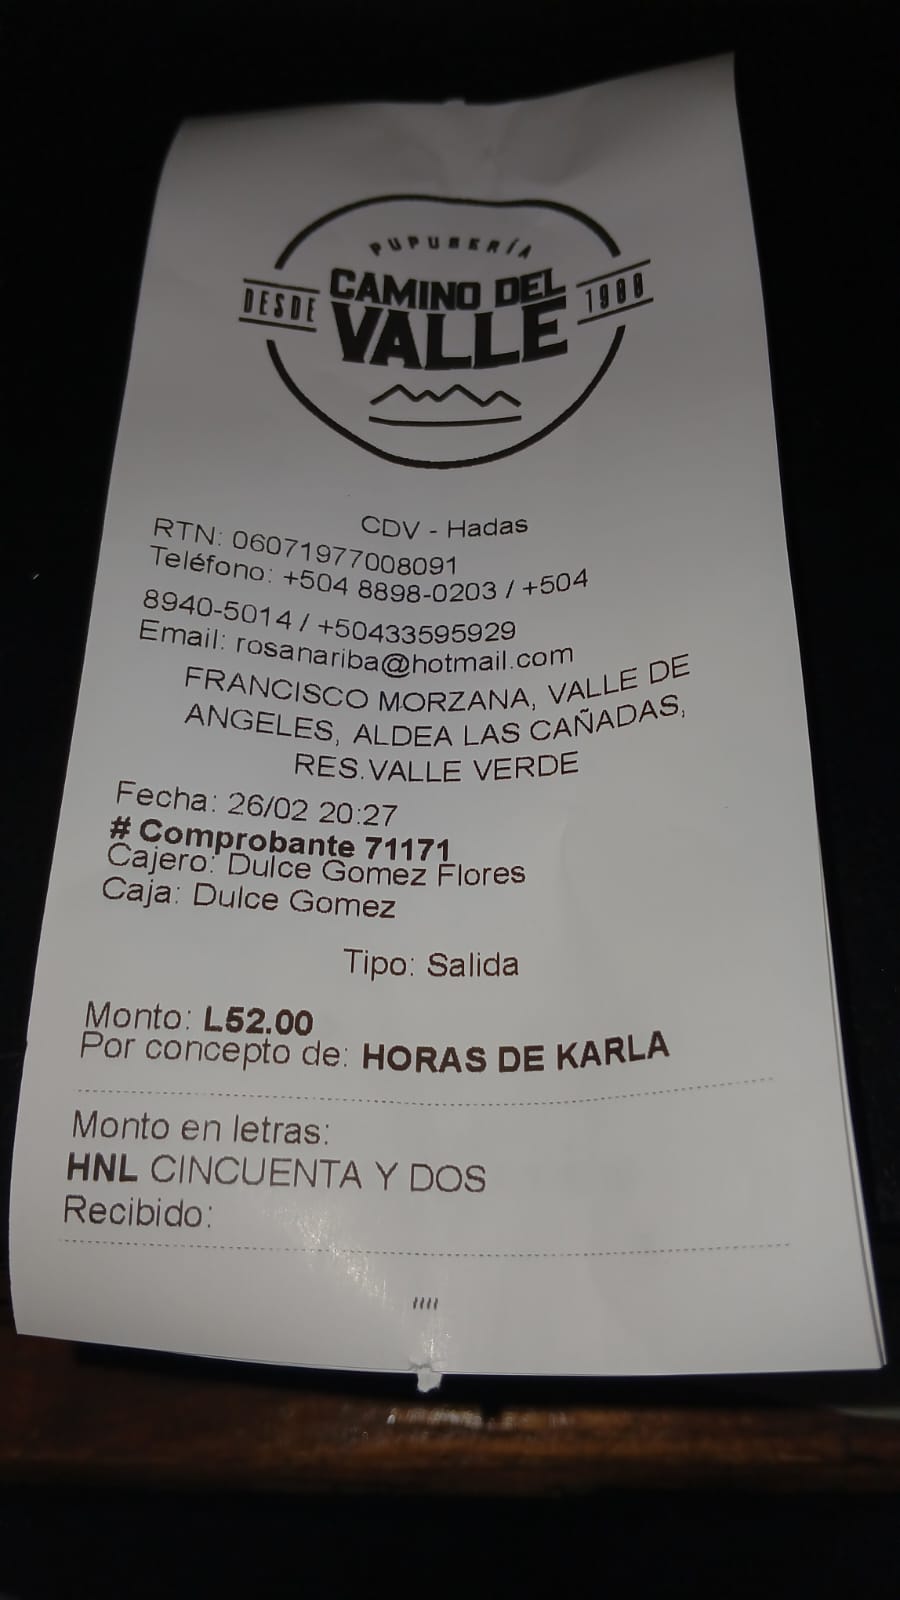 PUPUSERÍA
DESDE CAMINO DEL 1988
VALLE
CDV - Hadas
RTN: 06071977008091
Teléfono: +504 8898-0203 / +504
8940-5014 / +50433595929
Email: rosanariba@hotmail.com
FRANCISCO MORZANA, VALLE DE
ANGELES, ALDEA LAS CAÑADAS,
RES.VALLE VERDE
Fecha: 26/02 20:27
# Comprobante 71171
Cajero: Dulce Gomez Flores
Caja: Dulce Gomez
Tipo: Salida
Monto: L52.00
Por concepto de: HORAS DE KARLA
Monto en letras:
HNL CINCUENTA Y DOS
Recibido:
////